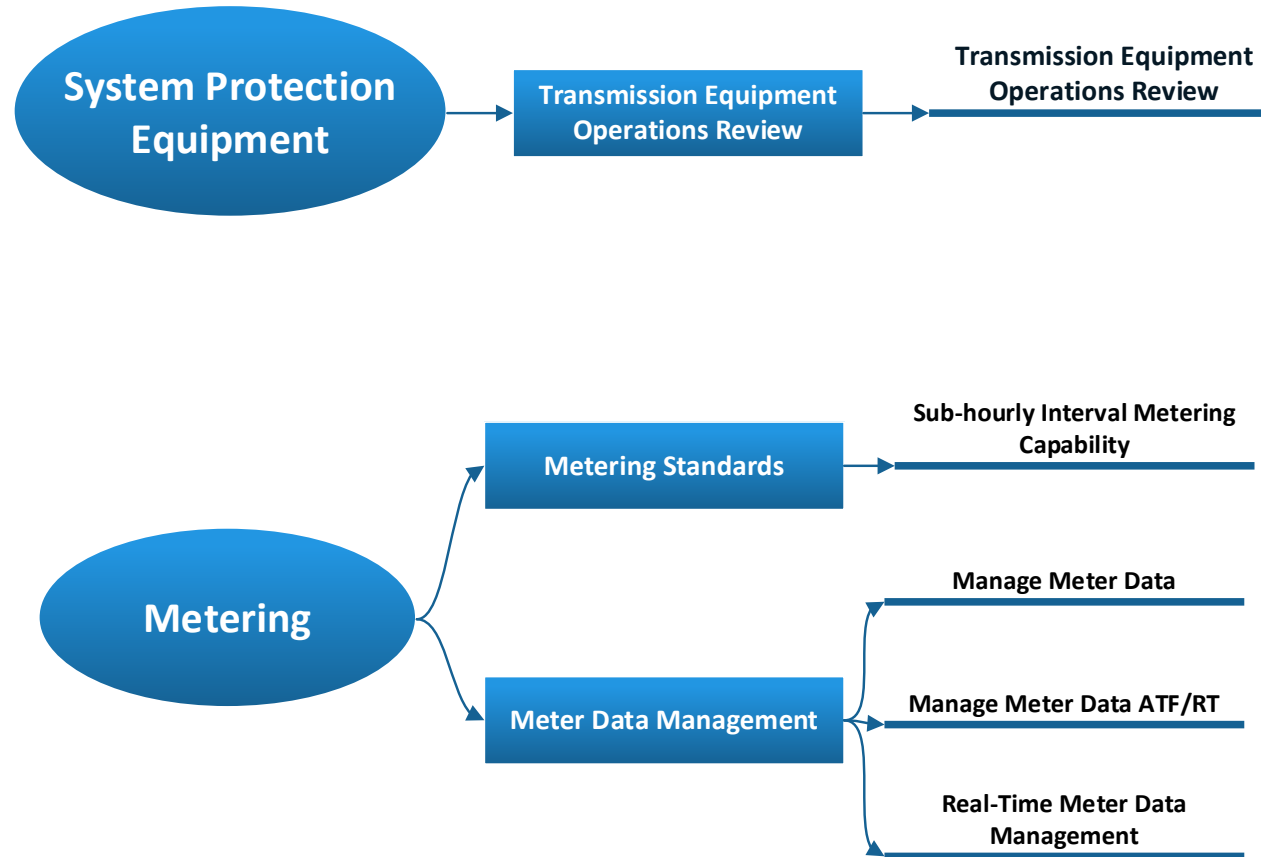 System Protection
Equipment
Transmission Equipment
Operations Review
Transmission Equipment
Operations Review
Metering
Metering Standards
Sub-hourly Interval Metering
Capability
Meter Data Management
Manage Meter Data
Manage Meter Data ATF/RT
Real-Time Meter Data
Management